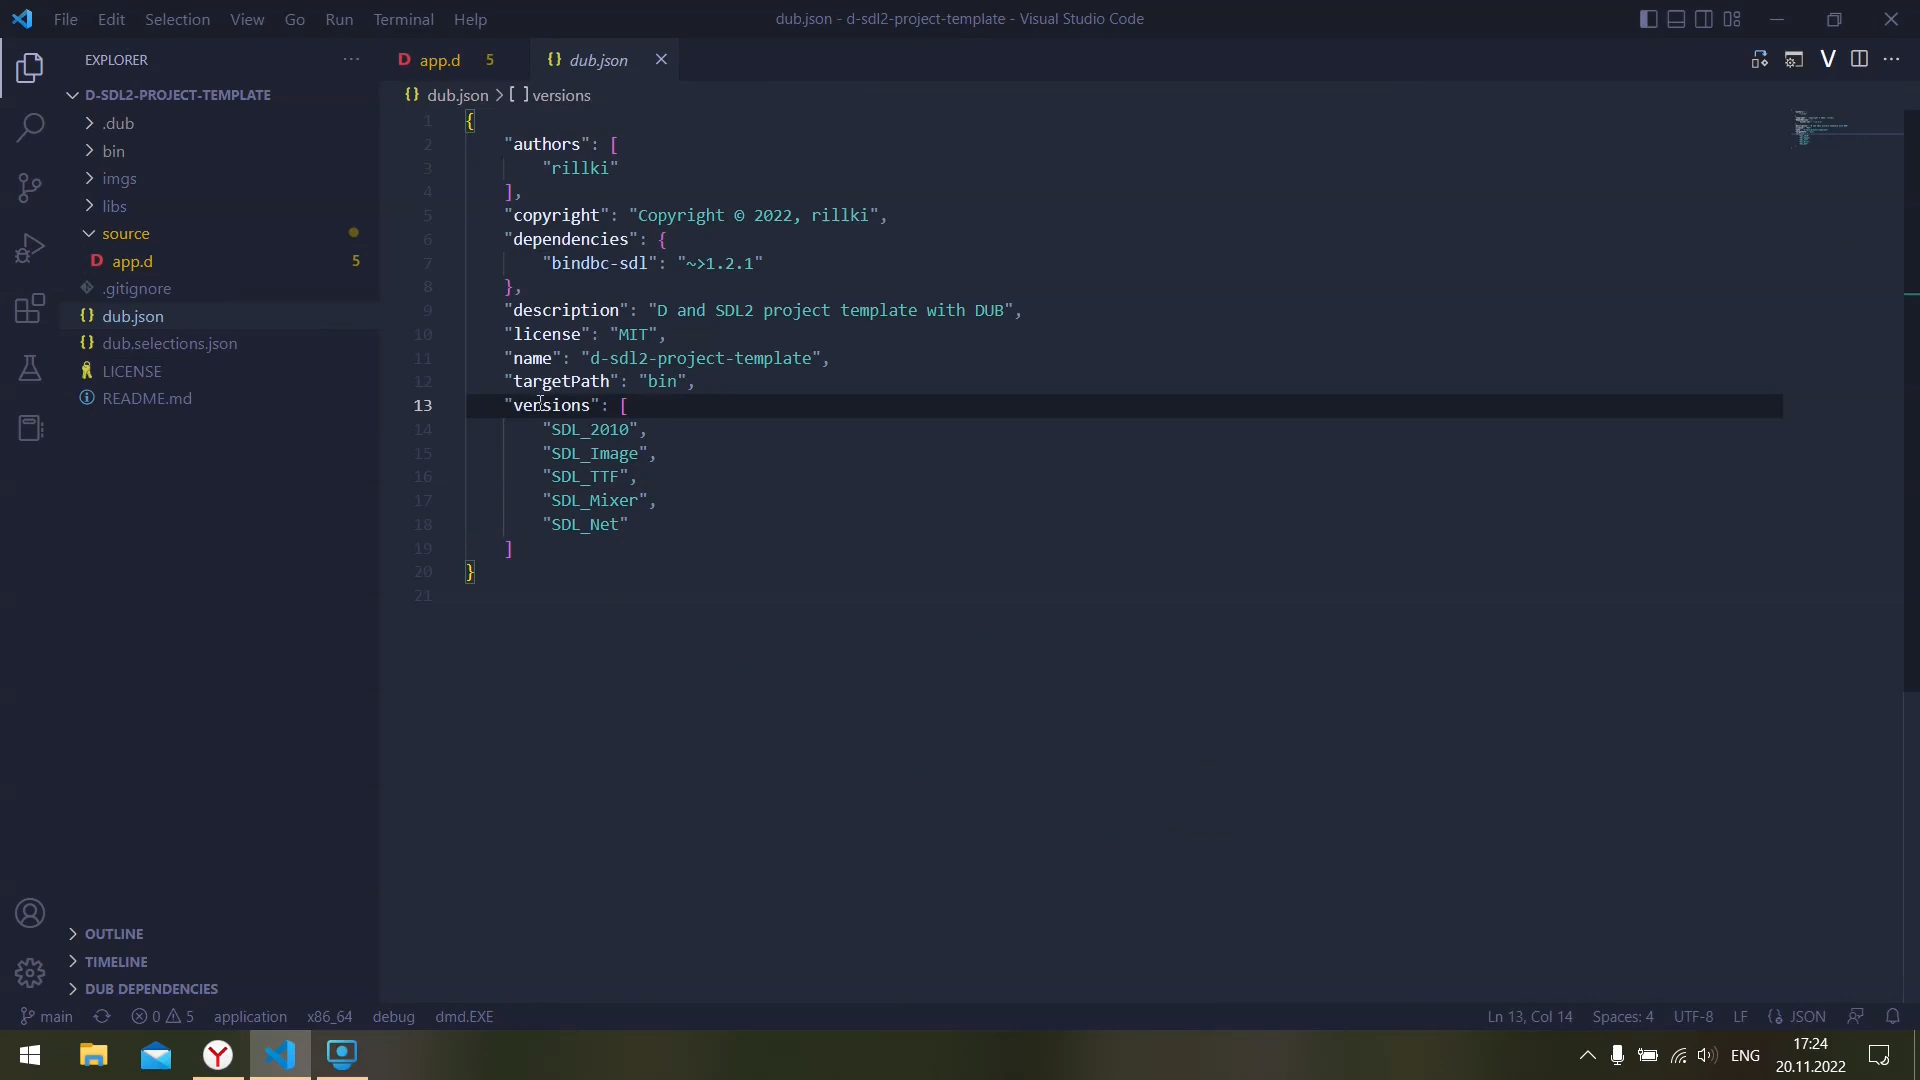 File Edit Selection View Go Run Terminal Help
dub.json - d-sdl2-project-template - Visual Studio Code
EXPLORER
D-SDL2-PROJECT-TEMPLATE
.dub
bin
imgs
libs
source
D app.d 5
.gitignore
{} dub.json
{} dub.selections.json
LICENSE
README.md
OUTLINE
TIMELINE
DUB DEPENDENCIES
D app.d 5
{} dub.json
{} dub.json > [ ] versions
1 {
2 "authors": [
3 "rillki"
4 ],
5 "copyright": "Copyright © 2022, rillki",
6 "dependencies": {
7 "bindbc-sdl": "~>1.2.1"
8 },
9 "description": "D and SDL2 project template with DUB",
10 "license": "MIT",
11 "name": "d-sdl2-project-template",
12 "targetPath": "bin",
13 "versions": [
14 "SDL_2010",
15 "SDL_Image",
16 "SDL_TTF",
17 "SDL_Mixer",
18 "SDL_Net"
19 ]
20 }
21
main 0 5 application x86_64 debug dmd.EXE
Ln 13, Col 14 Spaces: 4 UTF-8 LF {} JSON
ENG
17:24
20.11.2022